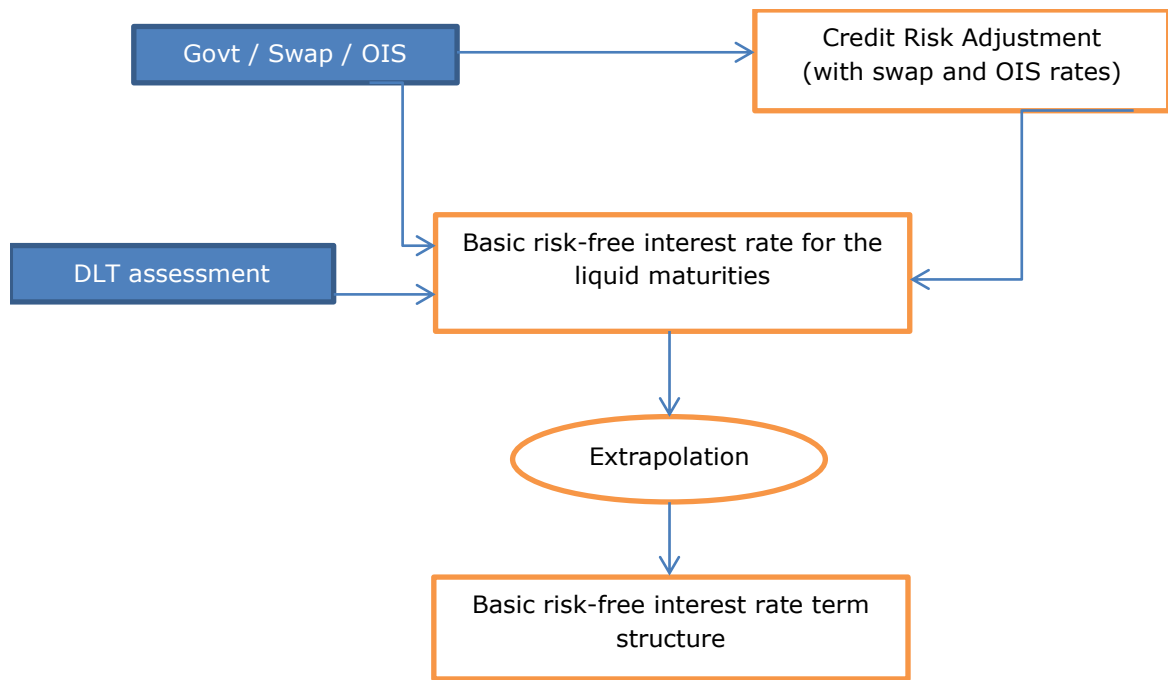 Govt / Swap / OIS
Credit Risk Adjustment
(with swap and OIS rates)
Basic risk-free interest rate for the
liquid maturities
DLT assessment
Extrapolation
Basic risk-free interest rate term
structure